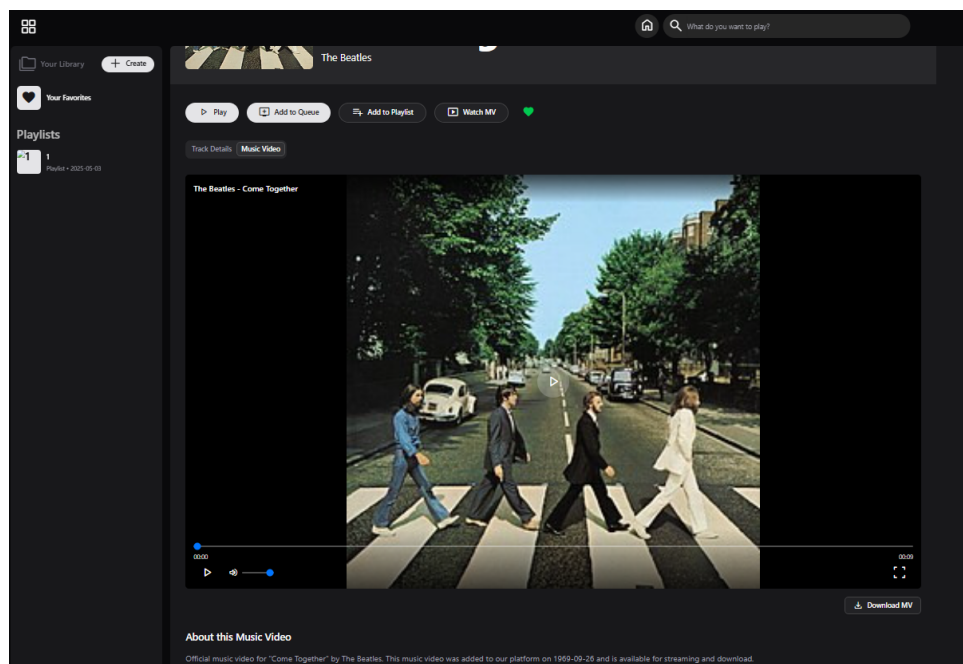 What do you want to play?
Your Library
Create
The Beatles
Your Favorites
Play
Add to Queue
Add to Playlist
Watch MV
Playlists
Track Details
Music Video
1
1
Playlist • 2025-05-03
The Beatles - Come Together
00:00
00:09
Download MV
About this Music Video
Official music video for "Come Together" by The Beatles. This music video was added to our platform on 1969-09-26 and is available for streaming and download.